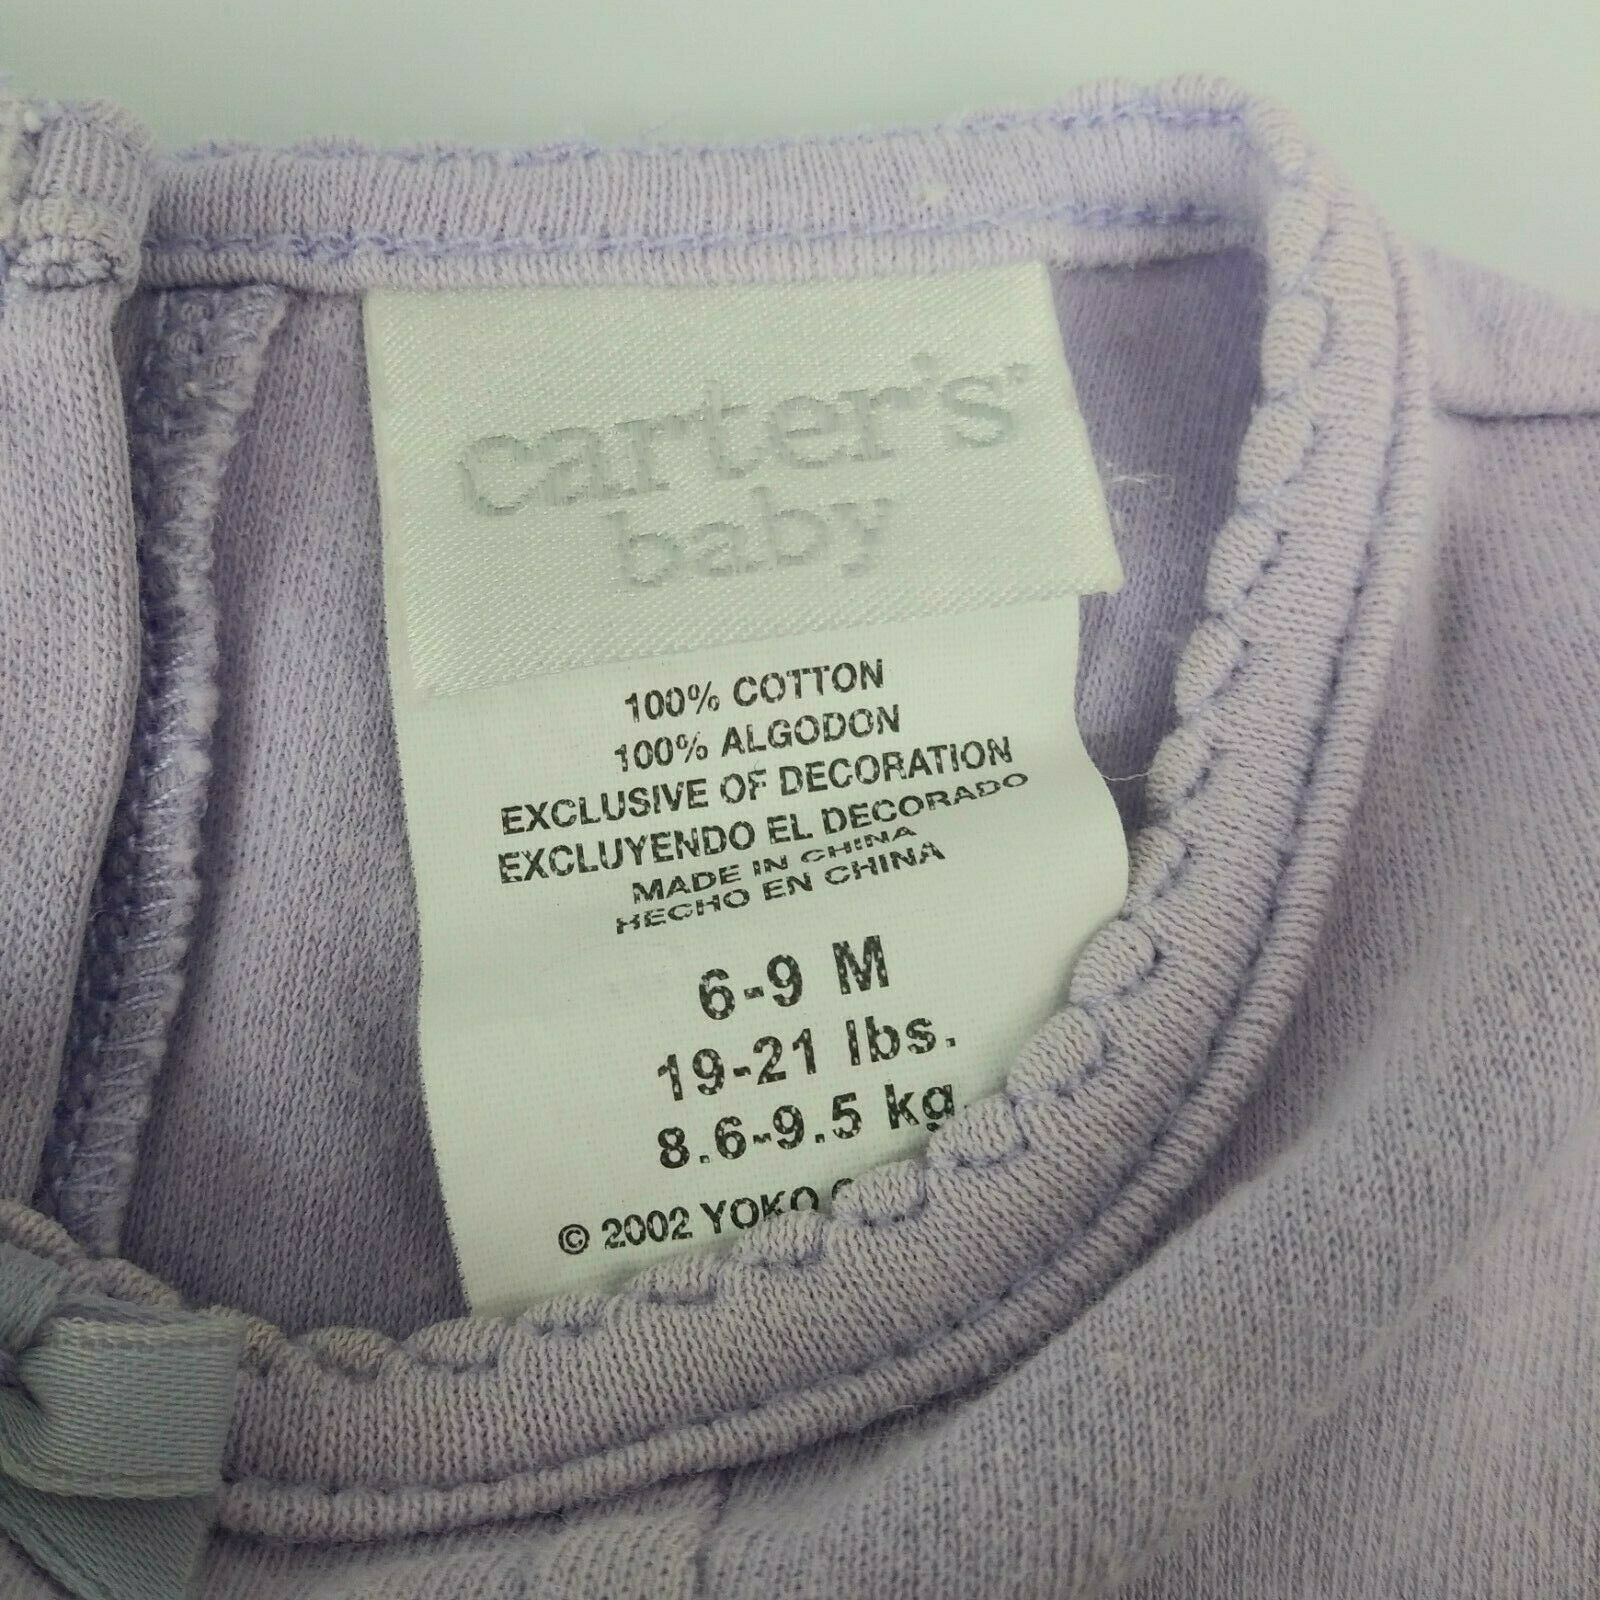 carter's
baby
100% COTTON
100% ALGODON
EXCLUSIVE OF DECORATION
EXCLUYENDO EL DECORADO
MADE IN CHINA
HECHO EN CHINA
6-9 M
19-21 lbs.
8.6-9.5 kg
© 2002 YOKO